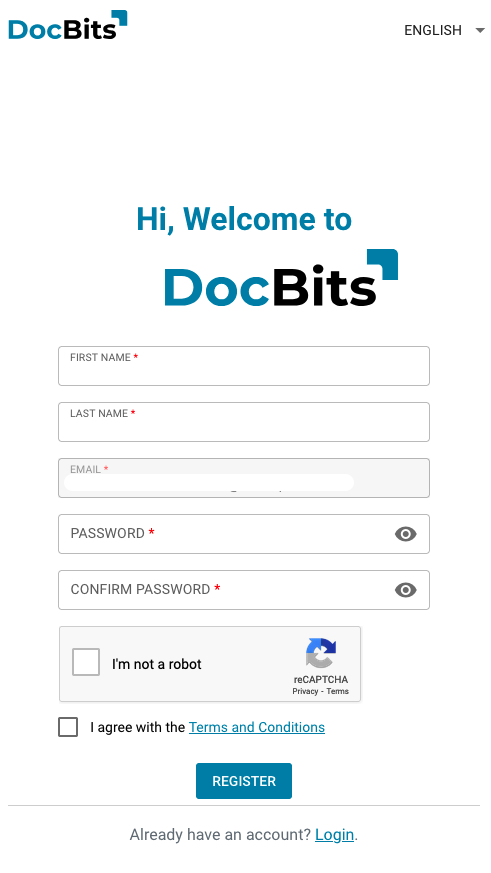 DocBits
ENGLISH
Hi, Welcome to
DocBits
FIRST NAME *
LAST NAME *
EMAIL *
PASSWORD *
CONFIRM PASSWORD *
I'm not a robot
reCAPTCHA
Privacy - Terms
I agree with the Terms and Conditions
REGISTER
Already have an account? Login.